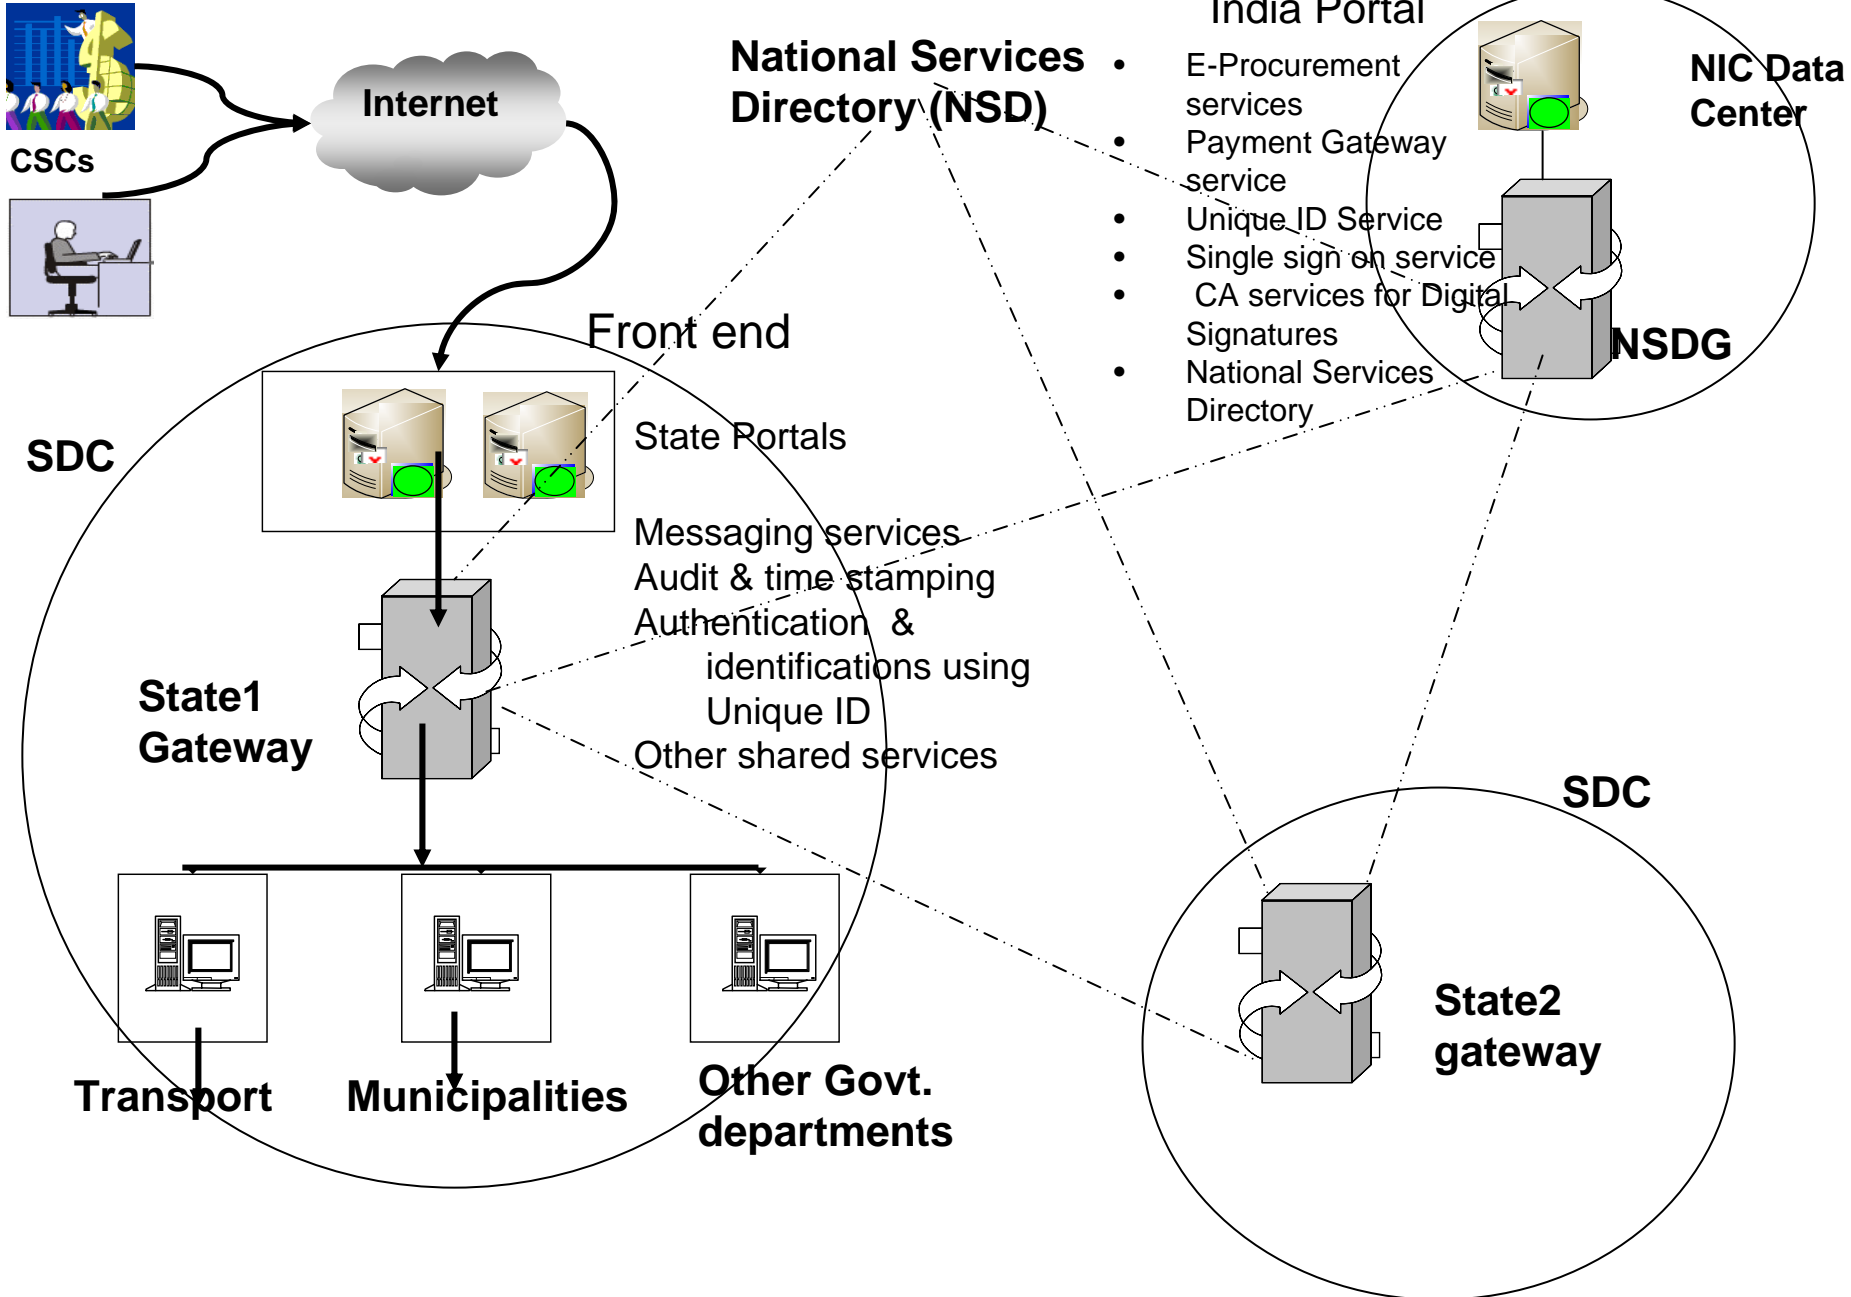 India Portal
National Services
Directory (NSD)
• E-Procurement
services
• Payment Gateway
service
• Unique ID Service
• Single sign on service
• CA services for Digital
Signatures
• National Services
Directory
NIC Data
Center
NSDG
Internet
CSCs
Front end
SDC
State Portals
Messaging services
Audit & time stamping
Authentication &
identifications using
Unique ID
Other shared services
State1
Gateway
Transport
Municipalities
Other Govt.
departments
SDC
State2
gateway